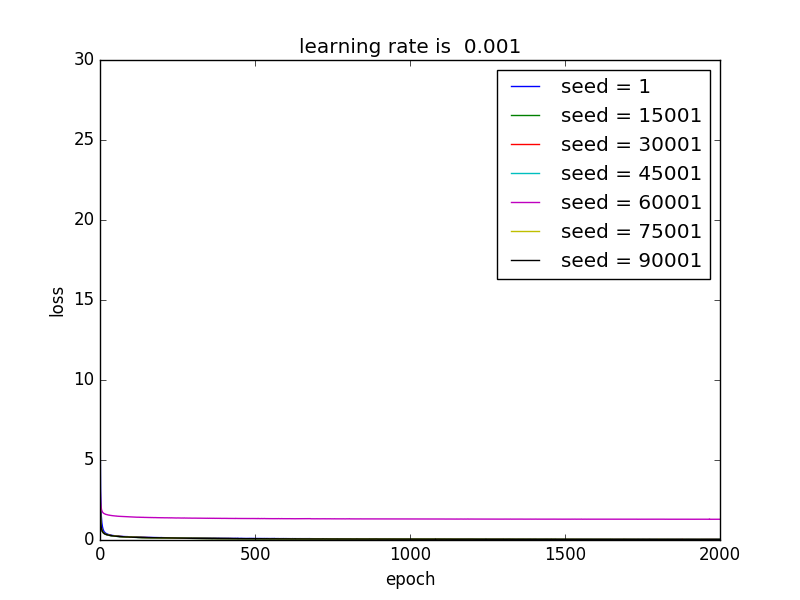 learning rate is  0.001
30
25
20
15
10
5
0
loss
seed = 1
seed = 15001
seed = 30001
seed = 45001
seed = 60001
seed = 75001
seed = 90001
0 500 1000 1500 2000
epoch